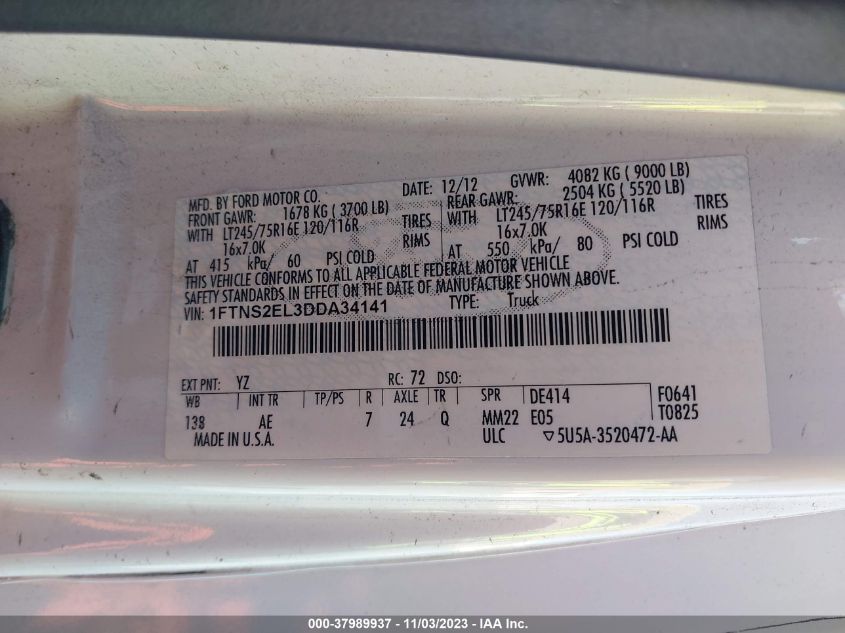 MFD. BY FORD MOTOR CO. DATE: 12/12 GVWR: 4082 KG ( 9000 LB)
FRONT GAWR: 1678 KG ( 3700 LB) REAR GAWR: 2504 KG ( 5520 LB)
WITH LT245/75R16E 120/116R TIRES WITH LT245/75R16E 120/116R TIRES
16x7.0K RIMS 16x7.0K RIMS
AT 415 kPa/ 60 PSI COLD AT 550 kPa/ 80 PSI COLD
THIS VEHICLE CONFORMS TO ALL APPLICABLE FEDERAL MOTOR VEHICLE
SAFETY STANDARDS IN EFFECT ON THE DATE OF MANUFACTURE SHOWN ABOVE.
VIN: 1FTNS2EL3DDA34141 TYPE: Truck
EXT PNT: YZ RC: 72 DSO:
WB INT TR TP/PS R AXLE TR SPR DE414 F0641
138 AE 7 24 Q MM22 E05 T0825
MADE IN U.S.A. ULC ▽5U5A-3520472-AA
000-37989937 - 11/03/2023 - IAA Inc.